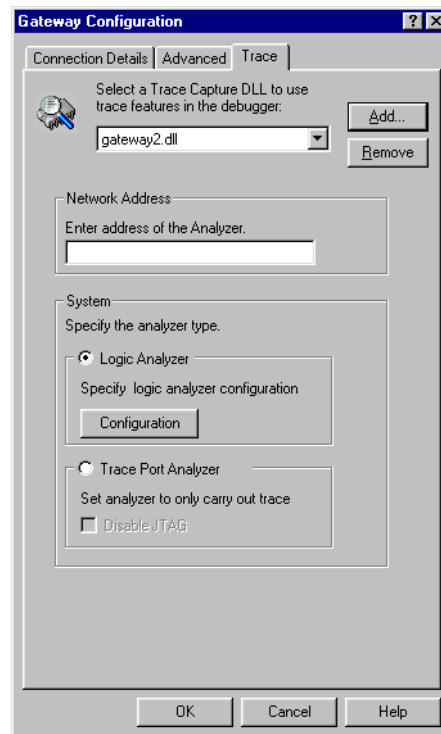 Gateway Configuration
Connection Details
Advanced
Trace
Select a Trace Capture DLL to use
trace features in the debugger:
gateway2.dll
Add...
Remove
Network Address
Enter address of the Analyzer.
System
Specify the analyzer type.
Logic Analyzer
Specify logic analyzer configuration
Configuration
Trace Port Analyzer
Set analyzer to only carry out trace
Disable JTAG
OK
Cancel
Help